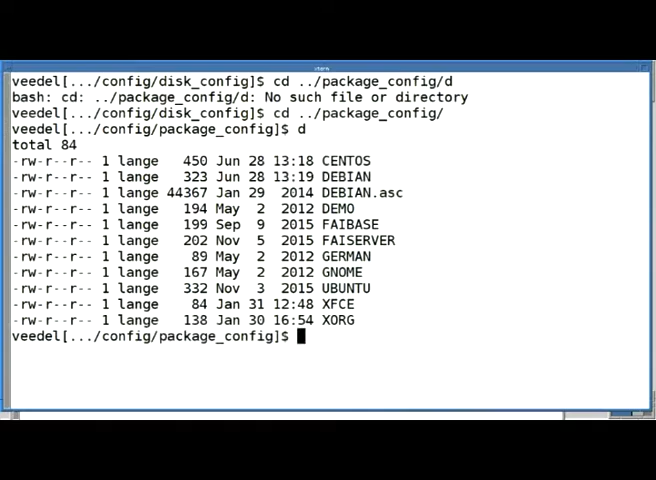 xterm
veedel[.../config/disk_config]$ cd ../package_config/d
bash: cd: ../package_config/d: No such file or directory
veedel[.../config/disk_config]$ cd ../package_config/
veedel[.../config/package_config]$ d
total 84
-rw-r--r-- 1 lange   450 Jun 28 13:18 CENTOS
-rw-r--r-- 1 lange   323 Jun 28 13:19 DEBIAN
-rw-r--r-- 1 lange 44367 Jan 29  2014 DEBIAN.asc
-rw-r--r-- 1 lange   194 May  2  2012 DEMO
-rw-r--r-- 1 lange   199 Sep  9  2015 FAIBASE
-rw-r--r-- 1 lange   202 Nov  5  2015 FAISERVER
-rw-r--r-- 1 lange    89 May  2  2012 GERMAN
-rw-r--r-- 1 lange   167 May  2  2012 GNOME
-rw-r--r-- 1 lange   332 Nov  3  2015 UBUNTU
-rw-r--r-- 1 lange    84 Jan 31 12:48 XFCE
-rw-r--r-- 1 lange   138 Jan 30 16:54 XORG
veedel[.../config/package_config]$